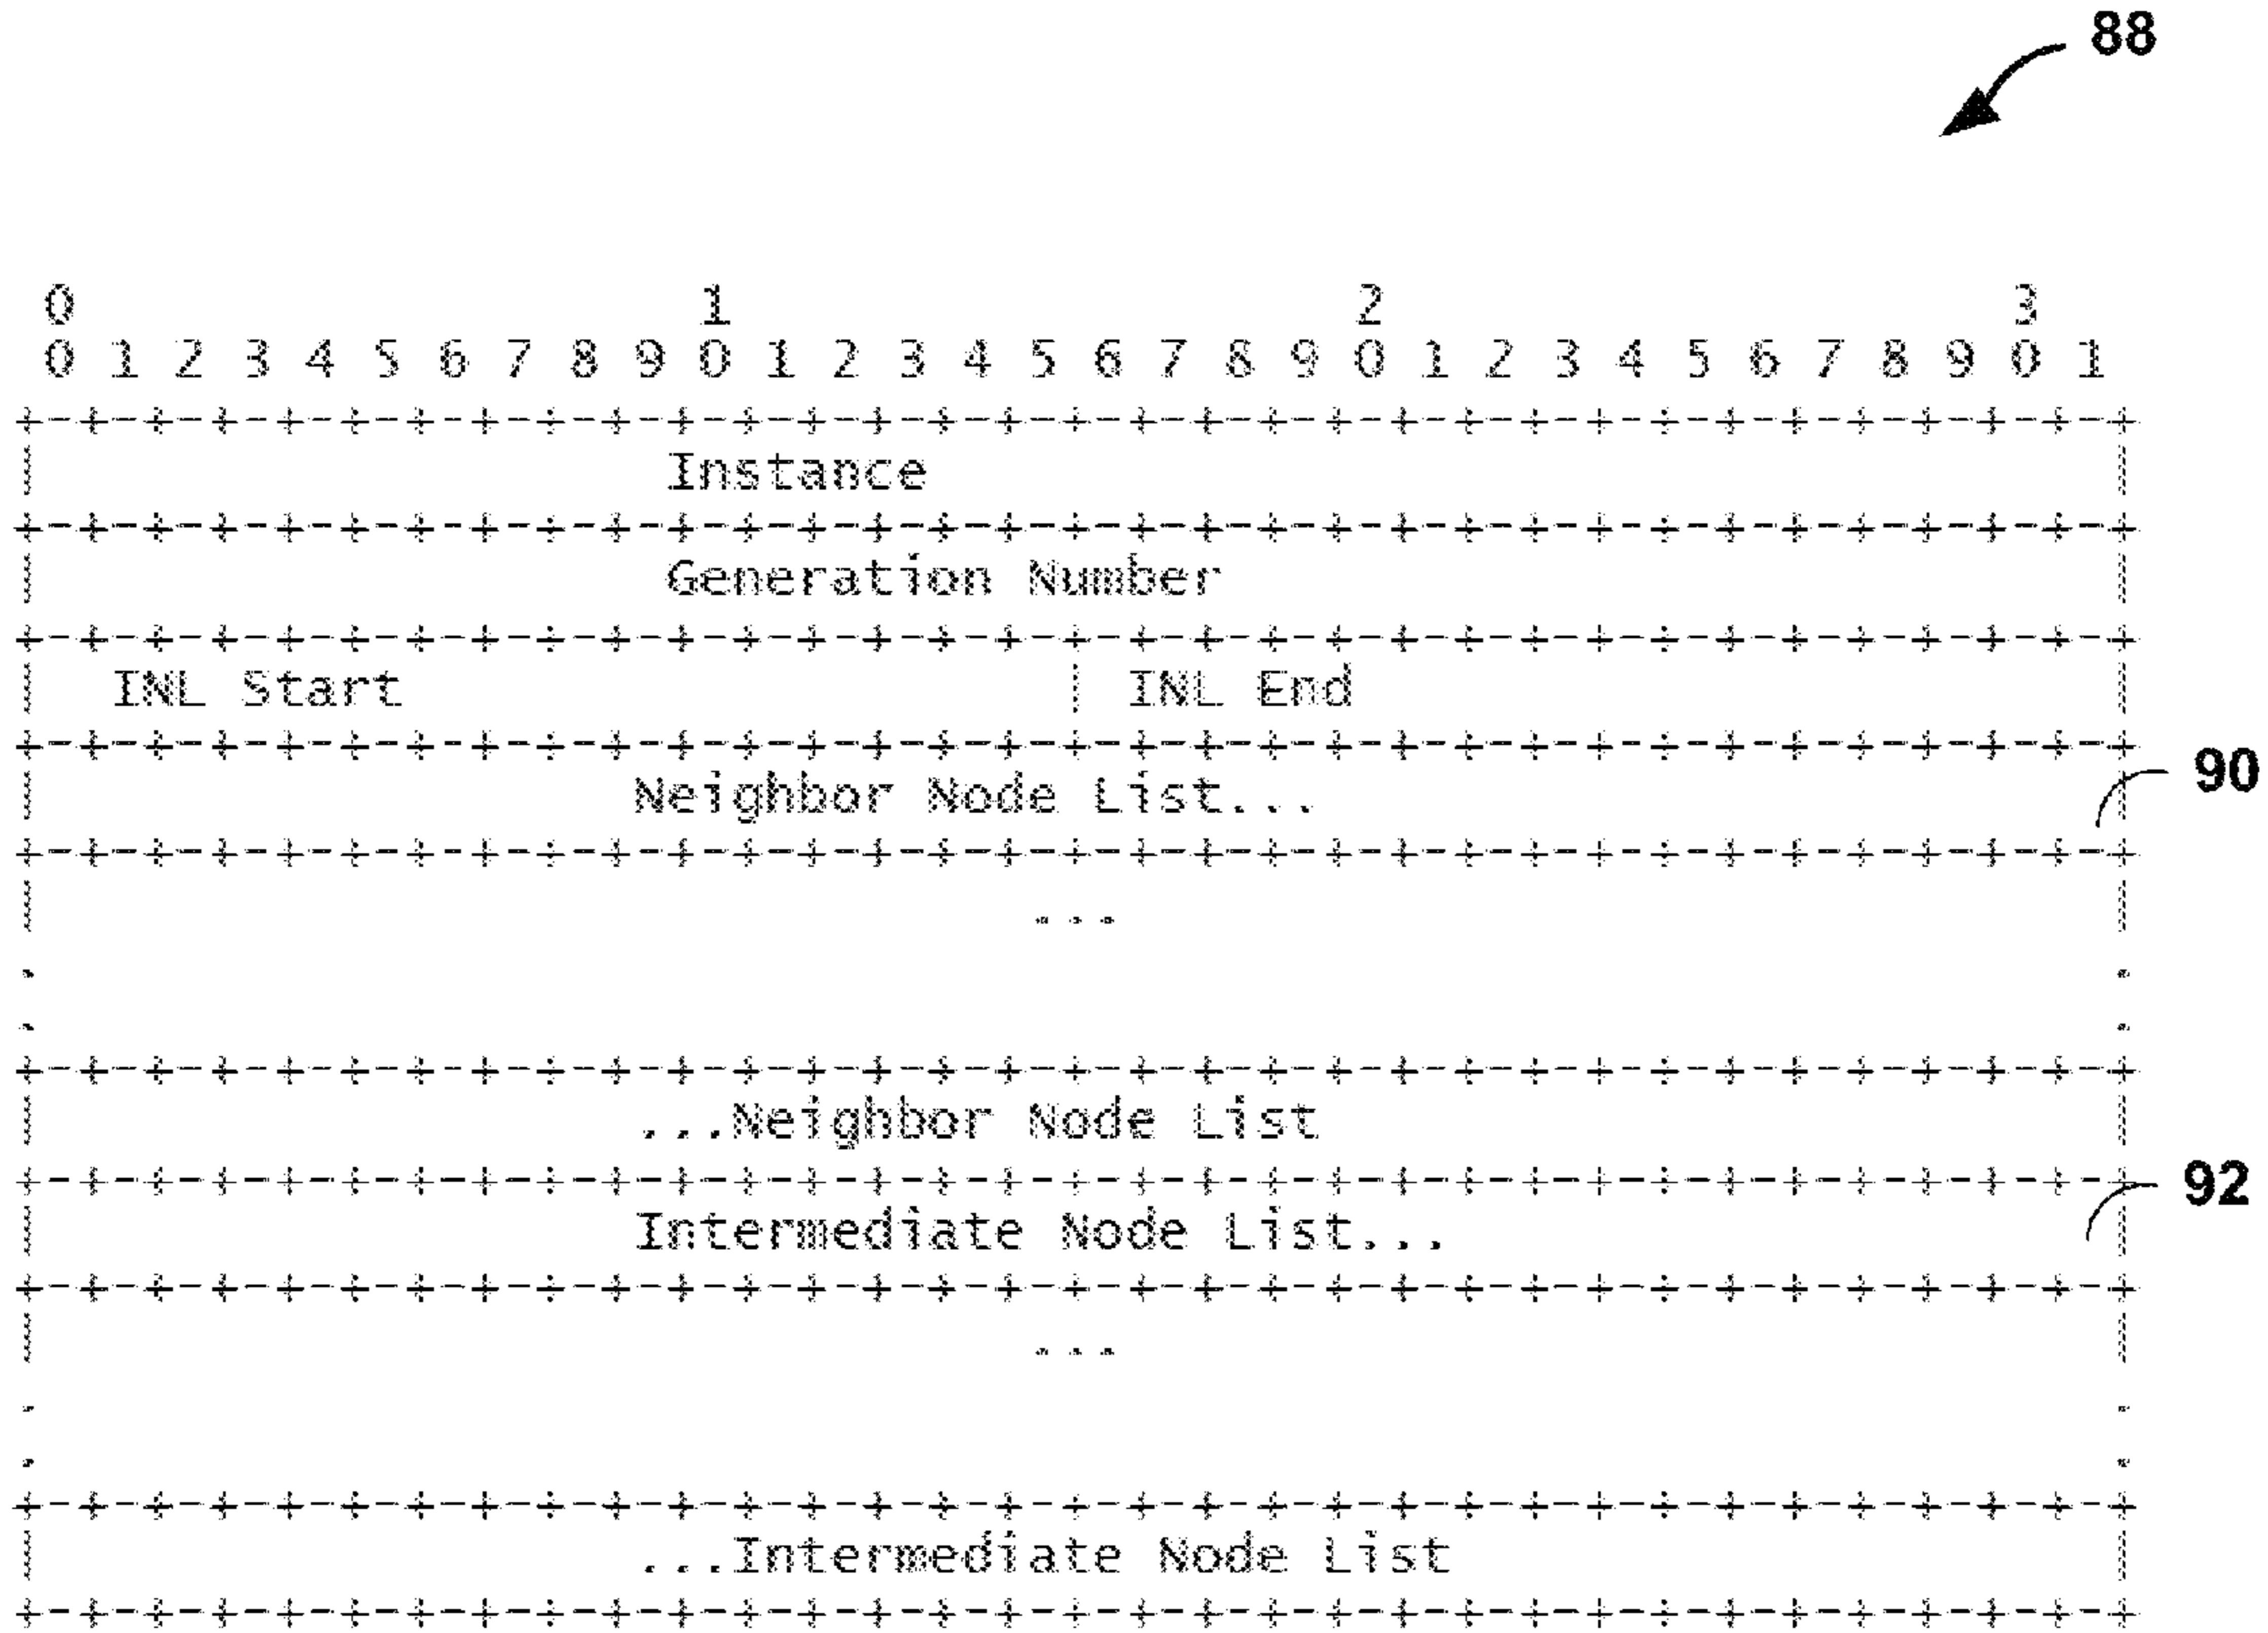 88
0 1 2 3
0 1 2 3 4 5 6 7 8 9 0 1 2 3 4 5 6 7 8 9 0 1 2 3 4 5 6 7 8 9 0 1
+-+-+-+-+-+-+-+-+-+-+-+-+-+-+-+-+-+-+-+-+-+-+-+-+-+-+-+-+-+-+-+-+
| Instance |
+-+-+-+-+-+-+-+-+-+-+-+-+-+-+-+-+-+-+-+-+-+-+-+-+-+-+-+-+-+-+-+-+
| Generation Number |
+-+-+-+-+-+-+-+-+-+-+-+-+-+-+-+-+-+-+-+-+-+-+-+-+-+-+-+-+-+-+-+-+
| INL Start | INL End |
+-+-+-+-+-+-+-+-+-+-+-+-+-+-+-+-+-+-+-+-+-+-+-+-+-+-+-+-+-+-+-+-+
| Neighbor Node List... | 90
+-+-+-+-+-+-+-+-+-+-+-+-+-+-+-+-+-+-+-+-+-+-+-+-+-+-+-+-+-+-+-+-+
| ... |
. .
. .
+-+-+-+-+-+-+-+-+-+-+-+-+-+-+-+-+-+-+-+-+-+-+-+-+-+-+-+-+-+-+-+-+
| ...Neighbor Node List |
+-+-+-+-+-+-+-+-+-+-+-+-+-+-+-+-+-+-+-+-+-+-+-+-+-+-+-+-+-+-+-+-+ 92
| Intermediate Node List... |
+-+-+-+-+-+-+-+-+-+-+-+-+-+-+-+-+-+-+-+-+-+-+-+-+-+-+-+-+-+-+-+-+
| ... |
. .
. .
+-+-+-+-+-+-+-+-+-+-+-+-+-+-+-+-+-+-+-+-+-+-+-+-+-+-+-+-+-+-+-+-+
| ...Intermediate Node List |
+-+-+-+-+-+-+-+-+-+-+-+-+-+-+-+-+-+-+-+-+-+-+-+-+-+-+-+-+-+-+-+-+